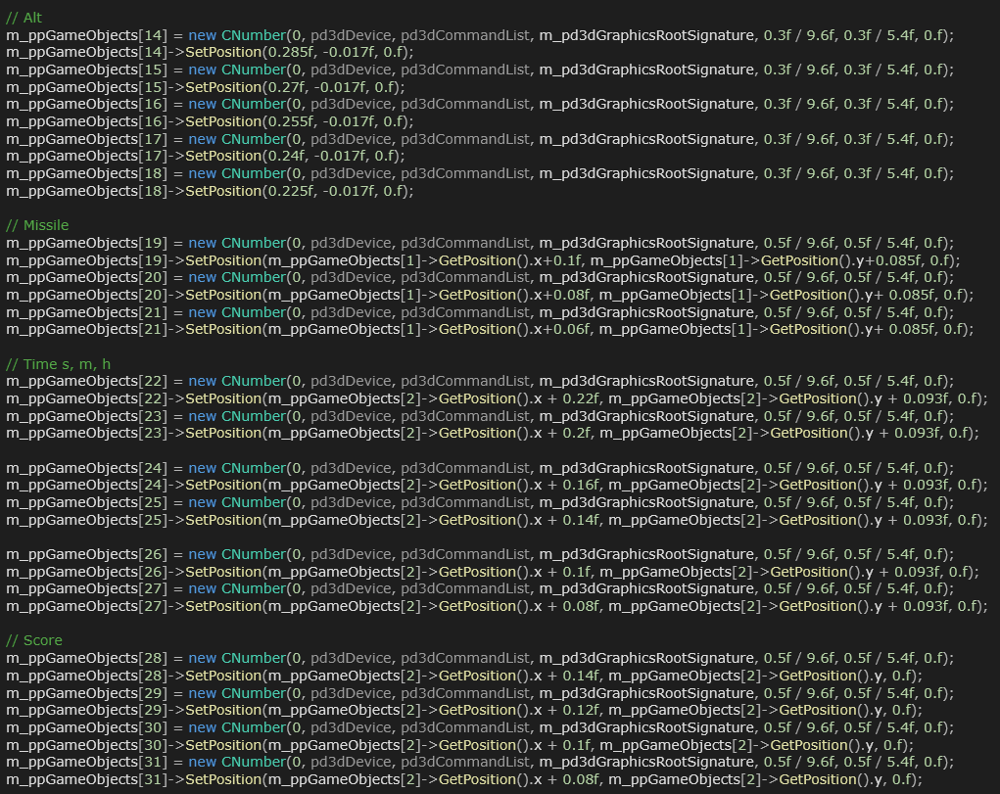 // Alt
m_ppGameObjects[14] = new CNumber(0, pd3dDevice, pd3dCommandList, m_pd3dGraphicsRootSignature, 0.3f / 9.6f, 0.3f / 5.4f, 0.f);
m_ppGameObjects[14]->SetPosition(0.285f, -0.017f, 0.f);
m_ppGameObjects[15] = new CNumber(0, pd3dDevice, pd3dCommandList, m_pd3dGraphicsRootSignature, 0.3f / 9.6f, 0.3f / 5.4f, 0.f);
m_ppGameObjects[15]->SetPosition(0.27f, -0.017f, 0.f);
m_ppGameObjects[16] = new CNumber(0, pd3dDevice, pd3dCommandList, m_pd3dGraphicsRootSignature, 0.3f / 9.6f, 0.3f / 5.4f, 0.f);
m_ppGameObjects[16]->SetPosition(0.255f, -0.017f, 0.f);
m_ppGameObjects[17] = new CNumber(0, pd3dDevice, pd3dCommandList, m_pd3dGraphicsRootSignature, 0.3f / 9.6f, 0.3f / 5.4f, 0.f);
m_ppGameObjects[17]->SetPosition(0.24f, -0.017f, 0.f);
m_ppGameObjects[18] = new CNumber(0, pd3dDevice, pd3dCommandList, m_pd3dGraphicsRootSignature, 0.3f / 9.6f, 0.3f / 5.4f, 0.f);
m_ppGameObjects[18]->SetPosition(0.225f, -0.017f, 0.f);

// Missile
m_ppGameObjects[19] = new CNumber(0, pd3dDevice, pd3dCommandList, m_pd3dGraphicsRootSignature, 0.5f / 9.6f, 0.5f / 5.4f, 0.f);
m_ppGameObjects[19]->SetPosition(m_ppGameObjects[1]->GetPosition().x+0.1f, m_ppGameObjects[1]->GetPosition().y+0.085f, 0.f);
m_ppGameObjects[20] = new CNumber(0, pd3dDevice, pd3dCommandList, m_pd3dGraphicsRootSignature, 0.5f / 9.6f, 0.5f / 5.4f, 0.f);
m_ppGameObjects[20]->SetPosition(m_ppGameObjects[1]->GetPosition().x+0.08f, m_ppGameObjects[1]->GetPosition().y+ 0.085f, 0.f);
m_ppGameObjects[21] = new CNumber(0, pd3dDevice, pd3dCommandList, m_pd3dGraphicsRootSignature, 0.5f / 9.6f, 0.5f / 5.4f, 0.f);
m_ppGameObjects[21]->SetPosition(m_ppGameObjects[1]->GetPosition().x+0.06f, m_ppGameObjects[1]->GetPosition().y+ 0.085f, 0.f);

// Time s, m, h
m_ppGameObjects[22] = new CNumber(0, pd3dDevice, pd3dCommandList, m_pd3dGraphicsRootSignature, 0.5f / 9.6f, 0.5f / 5.4f, 0.f);
m_ppGameObjects[22]->SetPosition(m_ppGameObjects[2]->GetPosition().x + 0.22f, m_ppGameObjects[2]->GetPosition().y + 0.093f, 0.f);
m_ppGameObjects[23] = new CNumber(0, pd3dDevice, pd3dCommandList, m_pd3dGraphicsRootSignature, 0.5f / 9.6f, 0.5f / 5.4f, 0.f);
m_ppGameObjects[23]->SetPosition(m_ppGameObjects[2]->GetPosition().x + 0.2f, m_ppGameObjects[2]->GetPosition().y + 0.093f, 0.f);

m_ppGameObjects[24] = new CNumber(0, pd3dDevice, pd3dCommandList, m_pd3dGraphicsRootSignature, 0.5f / 9.6f, 0.5f / 5.4f, 0.f);
m_ppGameObjects[24]->SetPosition(m_ppGameObjects[2]->GetPosition().x + 0.16f, m_ppGameObjects[2]->GetPosition().y + 0.093f, 0.f);
m_ppGameObjects[25] = new CNumber(0, pd3dDevice, pd3dCommandList, m_pd3dGraphicsRootSignature, 0.5f / 9.6f, 0.5f / 5.4f, 0.f);
m_ppGameObjects[25]->SetPosition(m_ppGameObjects[2]->GetPosition().x + 0.14f, m_ppGameObjects[2]->GetPosition().y + 0.093f, 0.f);

m_ppGameObjects[26] = new CNumber(0, pd3dDevice, pd3dCommandList, m_pd3dGraphicsRootSignature, 0.5f / 9.6f, 0.5f / 5.4f, 0.f);
m_ppGameObjects[26]->SetPosition(m_ppGameObjects[2]->GetPosition().x + 0.1f, m_ppGameObjects[2]->GetPosition().y + 0.093f, 0.f);
m_ppGameObjects[27] = new CNumber(0, pd3dDevice, pd3dCommandList, m_pd3dGraphicsRootSignature, 0.5f / 9.6f, 0.5f / 5.4f, 0.f);
m_ppGameObjects[27]->SetPosition(m_ppGameObjects[2]->GetPosition().x + 0.08f, m_ppGameObjects[2]->GetPosition().y + 0.093f, 0.f);

// Score
m_ppGameObjects[28] = new CNumber(0, pd3dDevice, pd3dCommandList, m_pd3dGraphicsRootSignature, 0.5f / 9.6f, 0.5f / 5.4f, 0.f);
m_ppGameObjects[28]->SetPosition(m_ppGameObjects[2]->GetPosition().x + 0.14f, m_ppGameObjects[2]->GetPosition().y, 0.f);
m_ppGameObjects[29] = new CNumber(0, pd3dDevice, pd3dCommandList, m_pd3dGraphicsRootSignature, 0.5f / 9.6f, 0.5f / 5.4f, 0.f);
m_ppGameObjects[29]->SetPosition(m_ppGameObjects[2]->GetPosition().x + 0.12f, m_ppGameObjects[2]->GetPosition().y, 0.f);
m_ppGameObjects[30] = new CNumber(0, pd3dDevice, pd3dCommandList, m_pd3dGraphicsRootSignature, 0.5f / 9.6f, 0.5f / 5.4f, 0.f);
m_ppGameObjects[30]->SetPosition(m_ppGameObjects[2]->GetPosition().x + 0.1f, m_ppGameObjects[2]->GetPosition().y, 0.f);
m_ppGameObjects[31] = new CNumber(0, pd3dDevice, pd3dCommandList, m_pd3dGraphicsRootSignature, 0.5f / 9.6f, 0.5f / 5.4f, 0.f);
m_ppGameObjects[31]->SetPosition(m_ppGameObjects[2]->GetPosition().x + 0.08f, m_ppGameObjects[2]->GetPosition().y, 0.f);